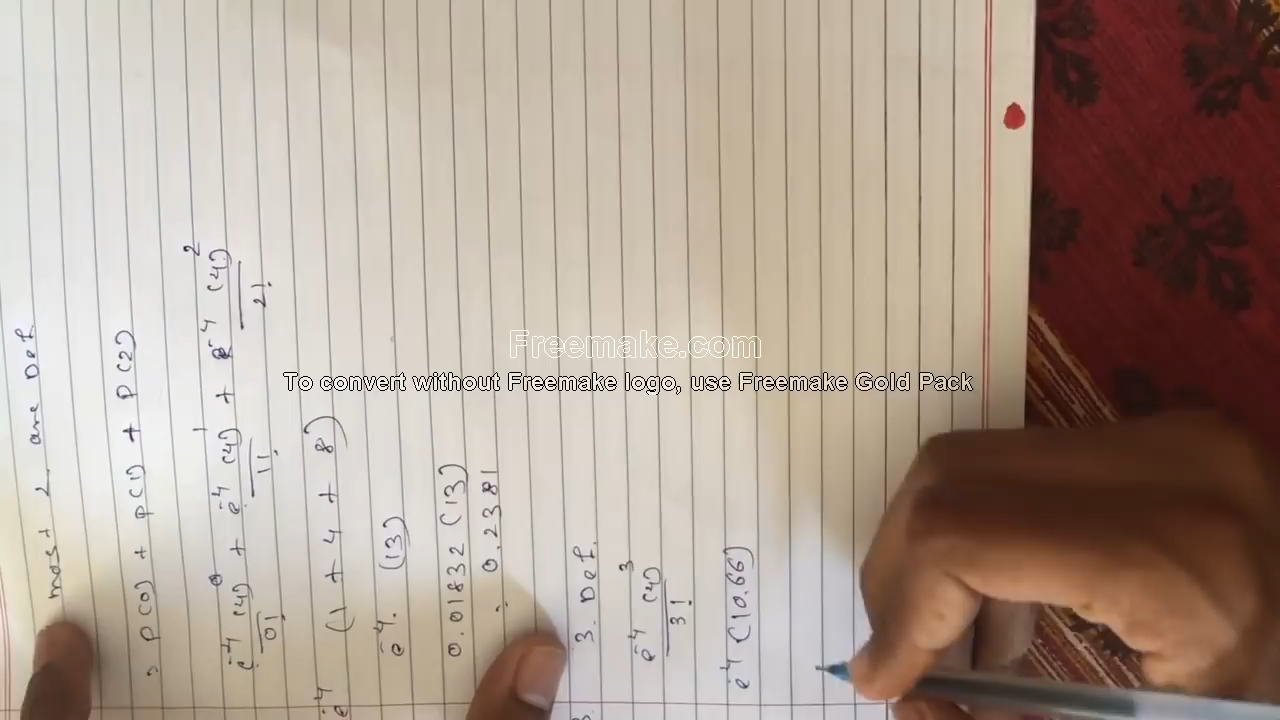 most 2 are Def
, P(0) + P(1) + P(2)
e^-4 (4)^0 / 0! + e^-4 (4)^1 / 1! + e^-4 (4)^2 / 2!
e^-4 (1 + 4 + 8)
e^-4. (13)
0.01832 (13)
: 0.2381
3. Def.
e^-4 (4)^3 / 3!
e^-4 (10.66)
Freemake.com
To convert without Freemake logo, use Freemake Gold Pack